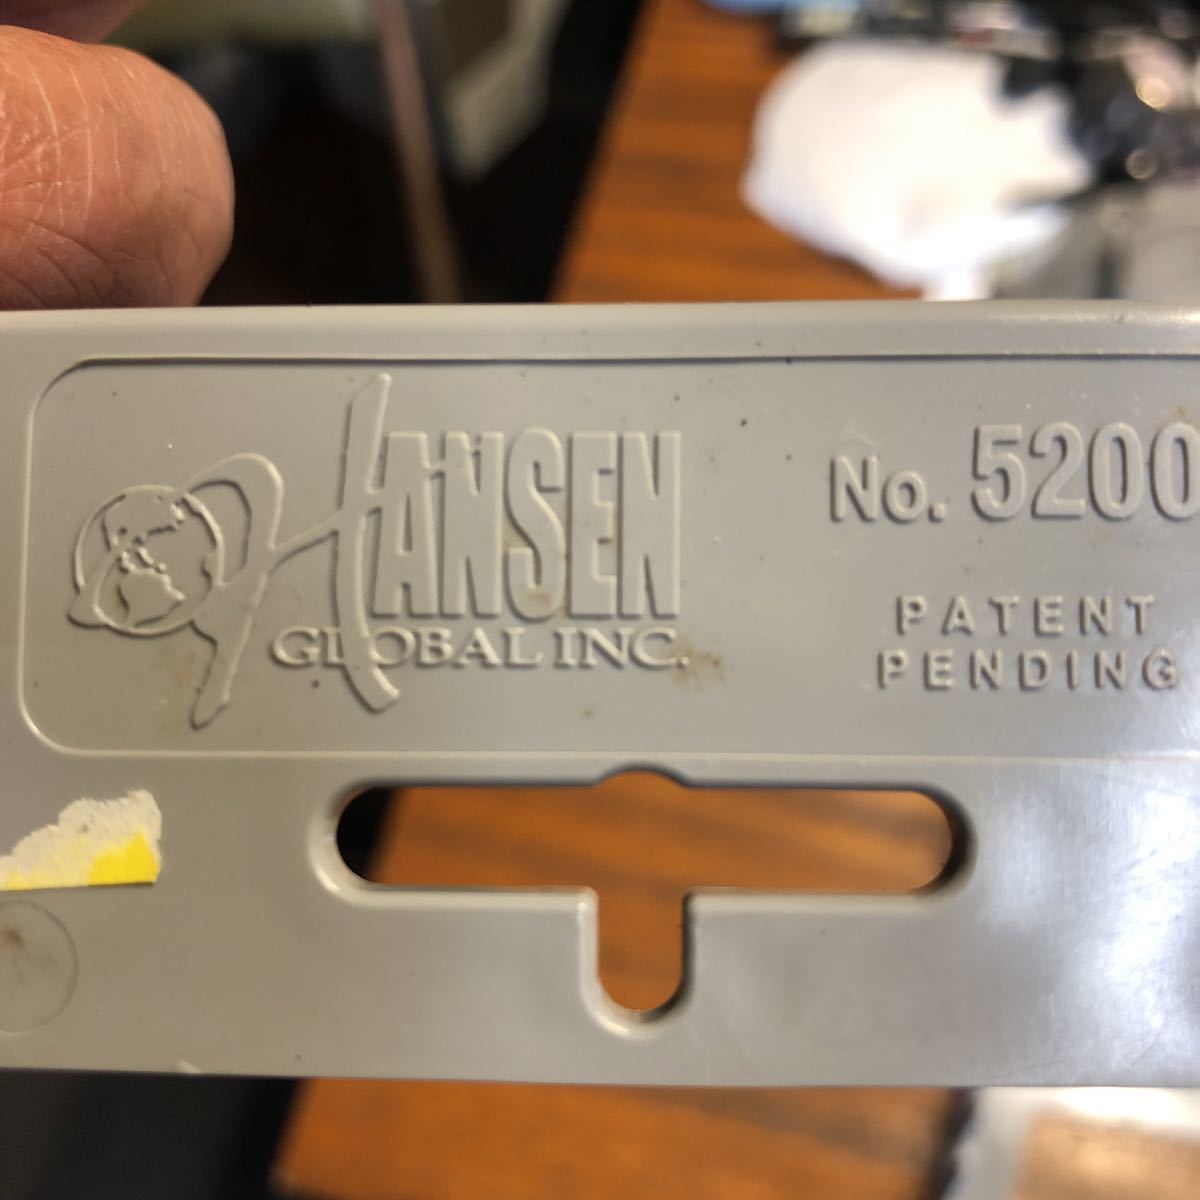 HANSEN
GLOBAL INC.
No. 5200
PATENT
PENDING